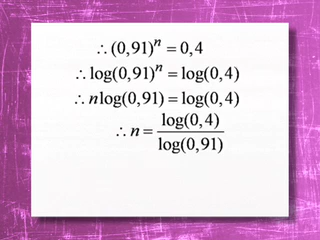 ∴ (0,91)ⁿ = 0,4
∴ log(0,91)ⁿ = log(0,4)
∴ n log(0,91) = log(0,4)
∴ n = log(0,4) / log(0,91)